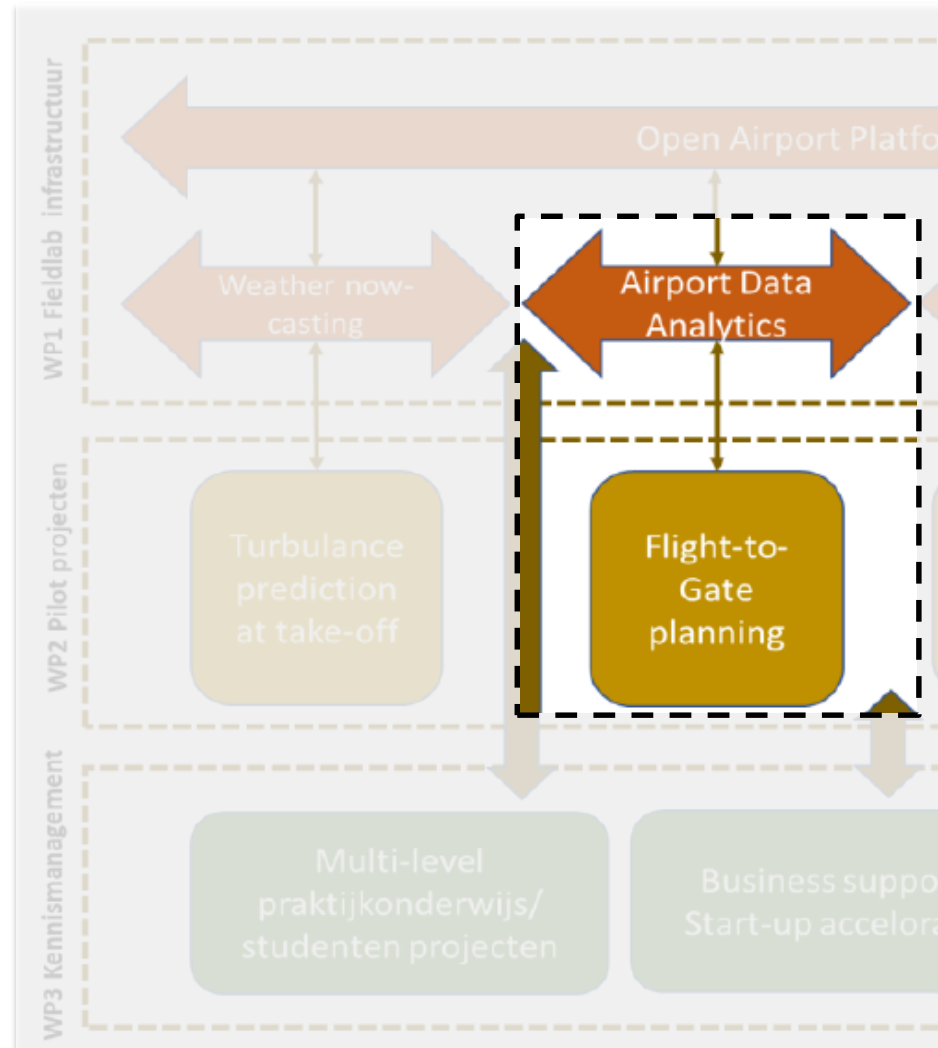 WP1 Fieldlab infrastructuur
Open Airport Platfo
Weather now-
casting
Airport Data
Analytics
WP2 Pilot projecten
Turbulance
prediction
at take-off
Flight-to-
Gate
planning
WP3 Kennismanagement
Multi-level
praktijkonderwijs/
studenten projecten
Business suppo
Start-up accelora